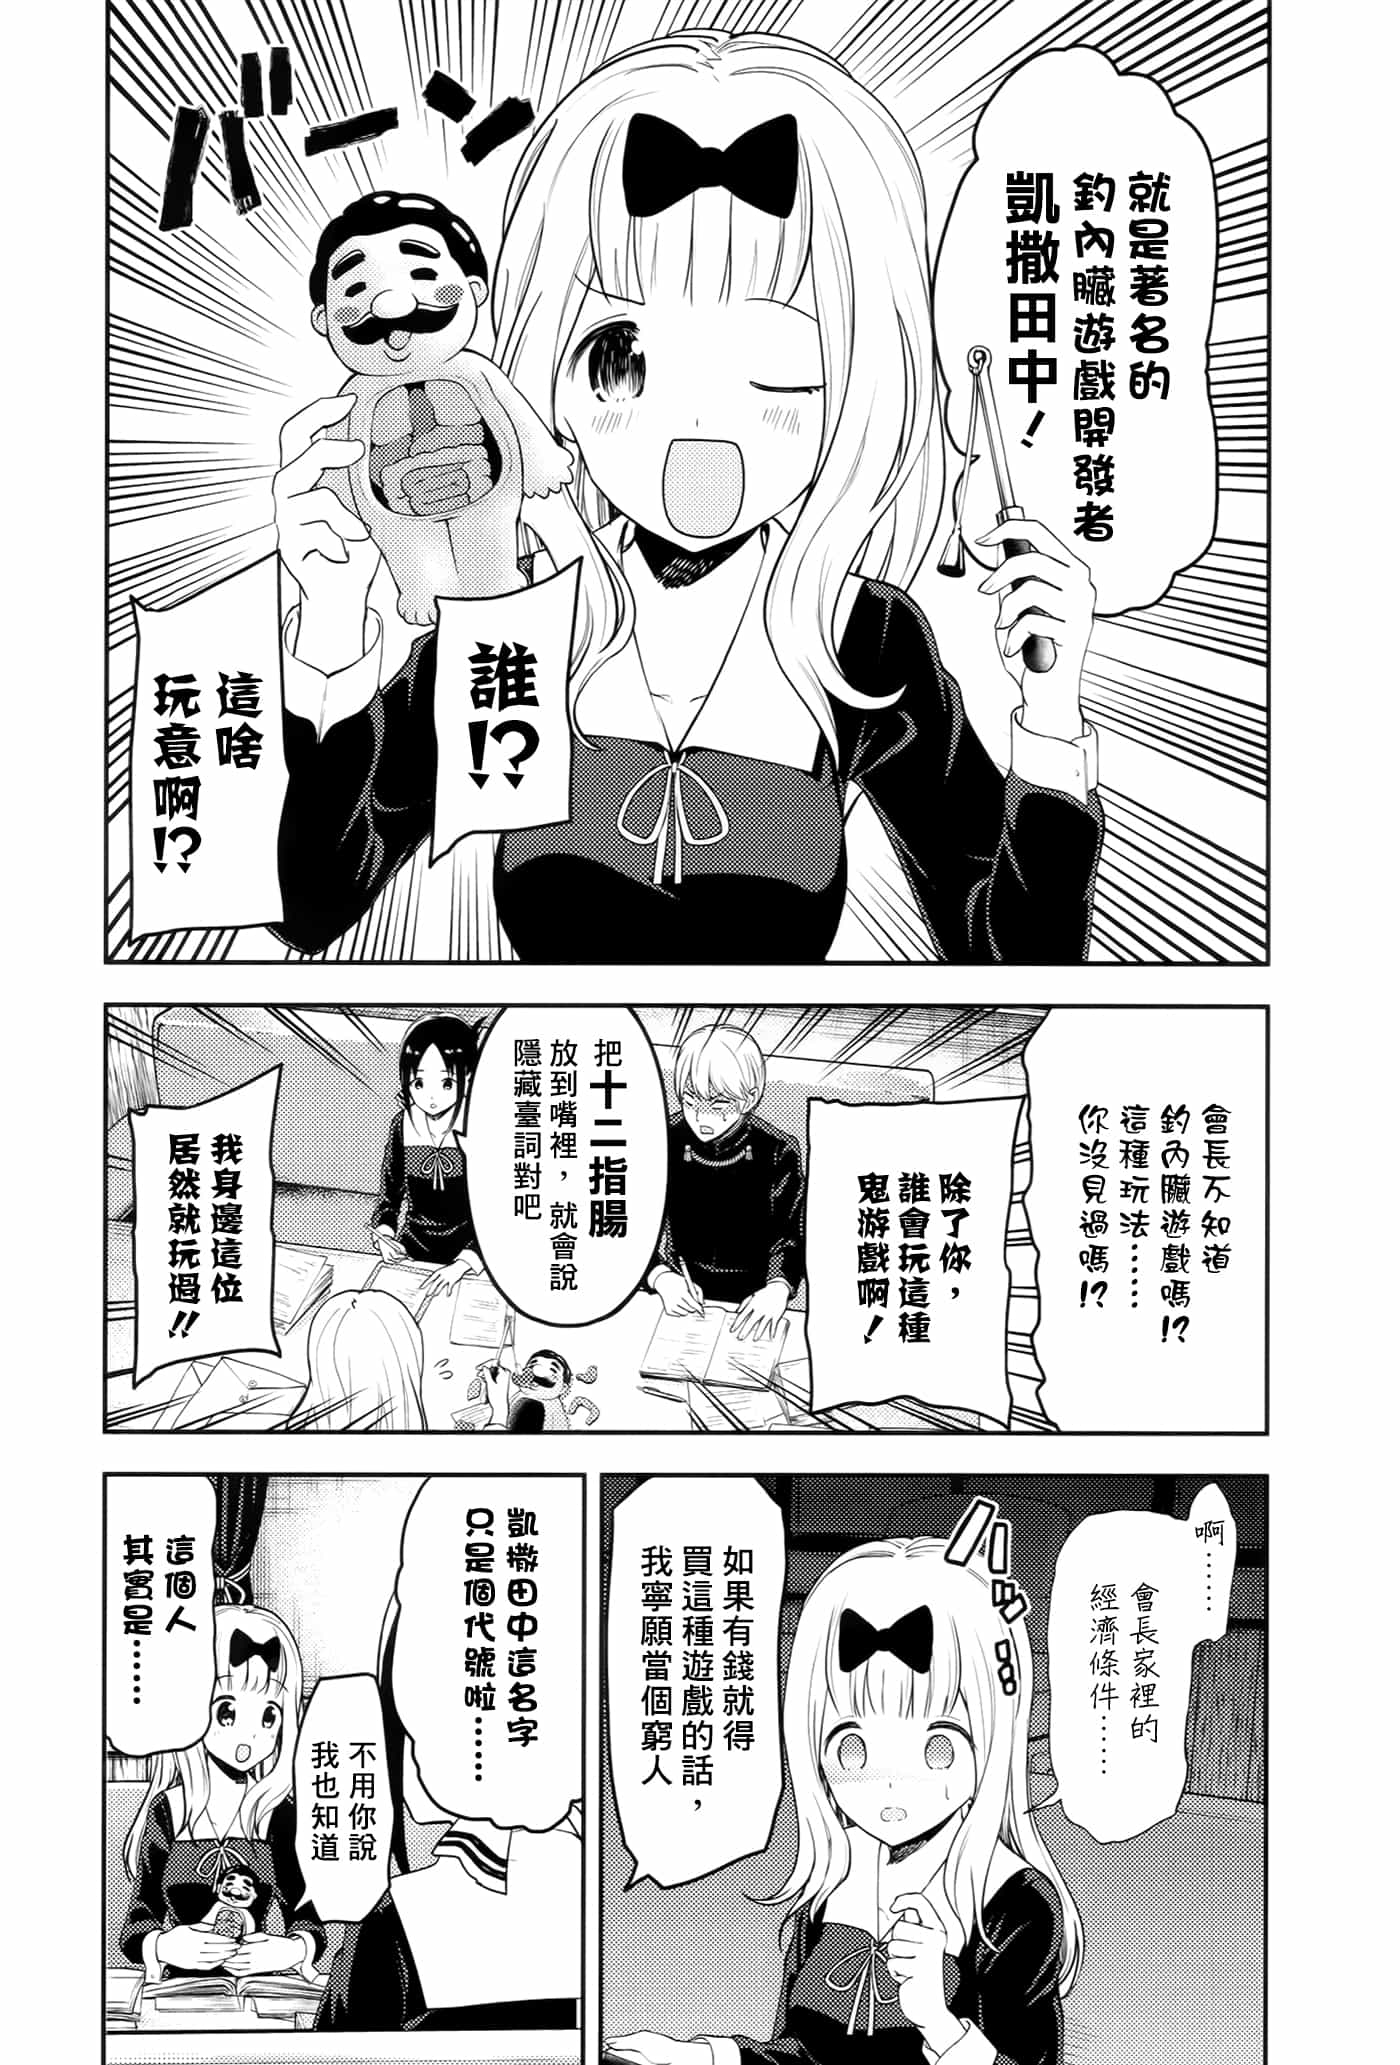 就是著名的
釣內臟遊戲開發者
凱撒田中！
バーン
誰!?
這啥
玩意啊!?
會長不知道
釣內臟遊戲嗎!?
這種玩法……
你沒見過嗎!?
除了你，
誰會玩這種
鬼游戲啊！
把十二指腸
放到嘴裡，就會說
隱藏臺詞對吧
我身邊這位
居然就玩過!!
啊……
會長家裡的
經濟條件……
ハッ…!
如果有錢就得
買這種遊戲的話，
我寧願當個窮人
凱撒田中這名字
只是個代號啦……
不用你說
我也知道
這個人
其實是……